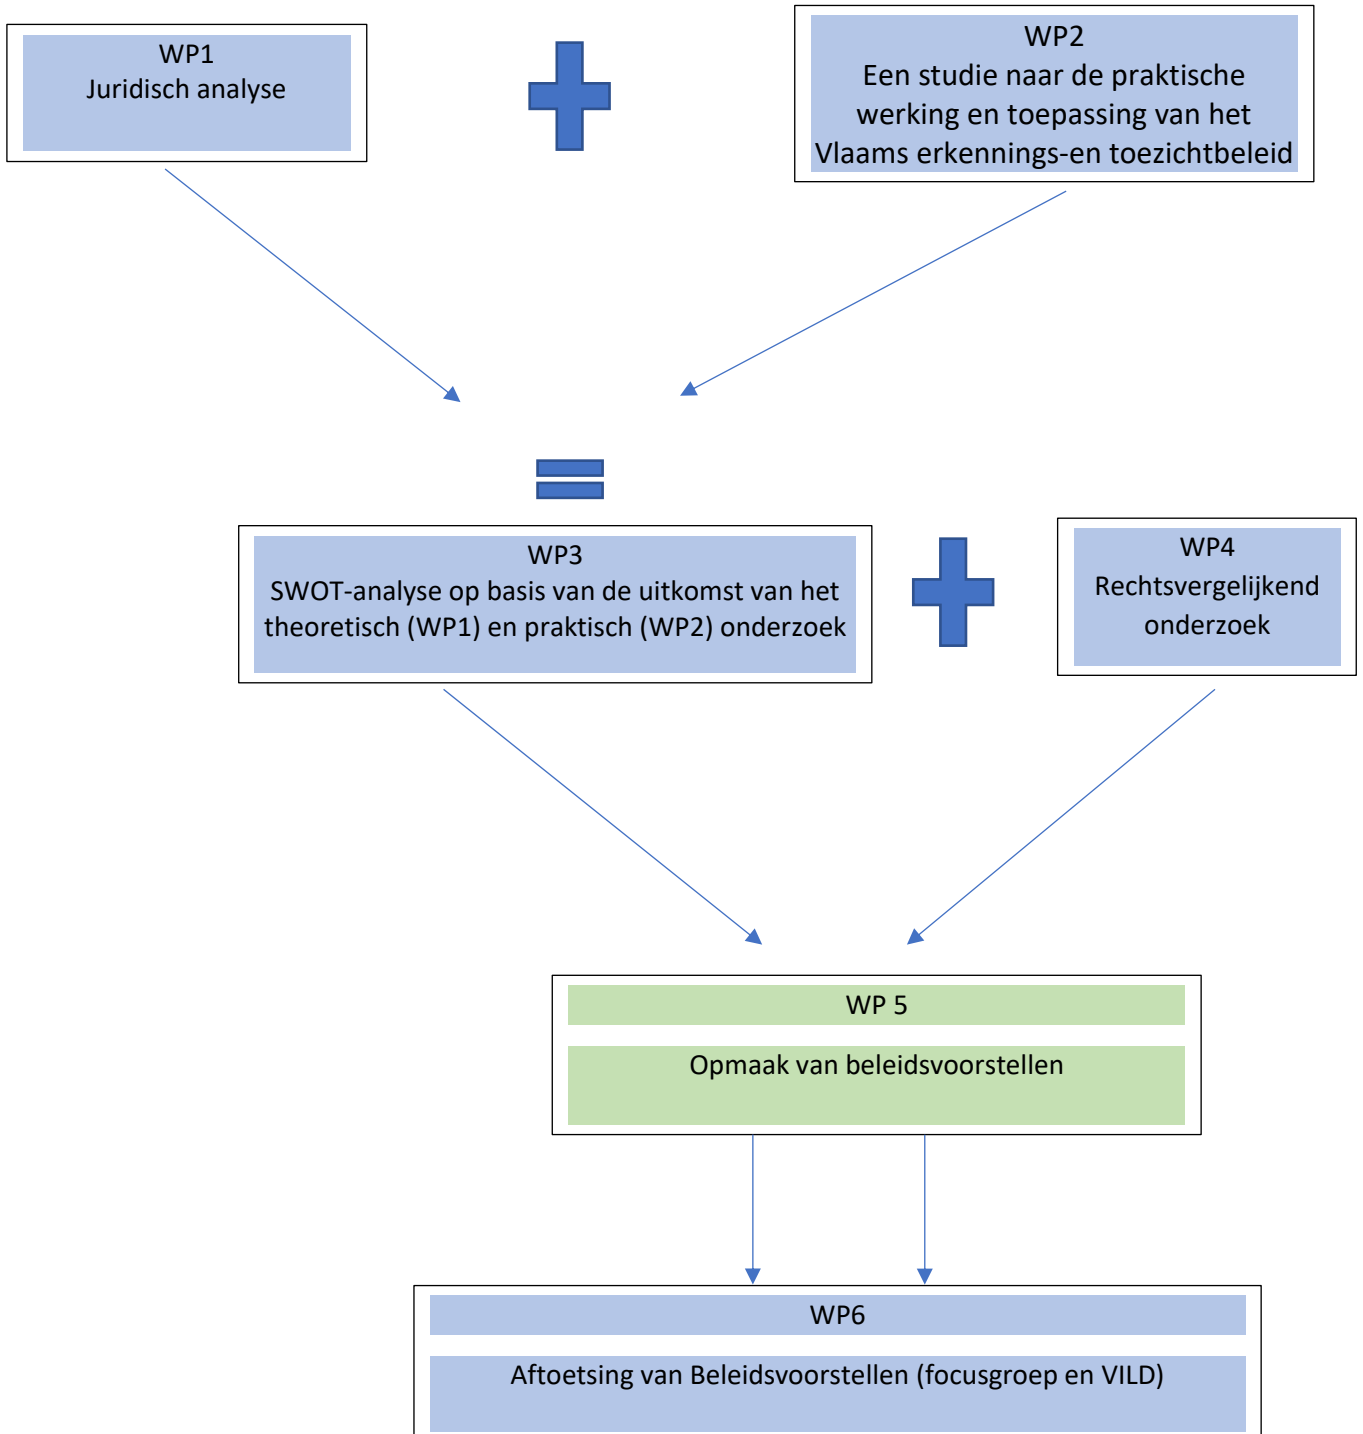 WP1
Juridisch analyse
WP2
Een studie naar de praktische
werking en toepassing van het
Vlaams erkennings-en toezichtbeleid
WP3
SWOT-analyse op basis van de uitkomst van het
theoretisch (WP1) en praktisch (WP2) onderzoek
WP4
Rechtsvergelijkend
onderzoek
WP 5
Opmaak van beleidsvoorstellen
WP6
Aftoetsing van Beleidsvoorstellen (focusgroep en VILD)